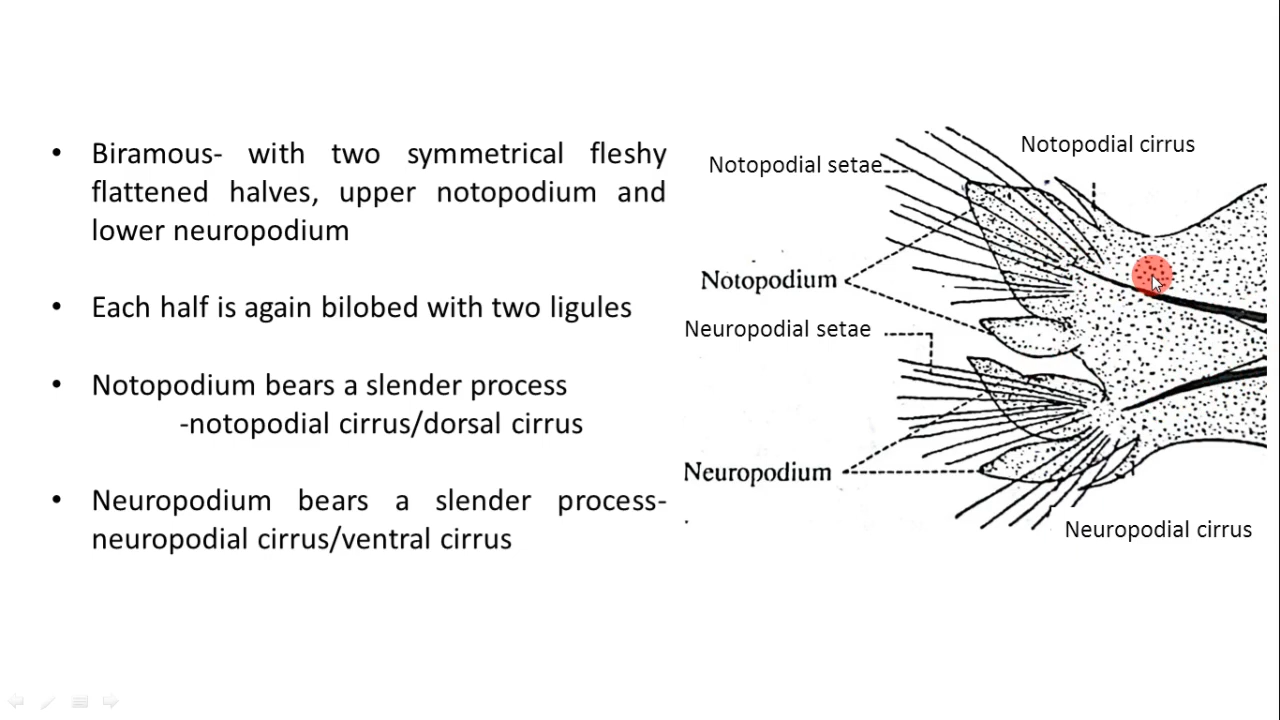 • Biramous- with two symmetrical fleshy
flattened halves, upper notopodium and
lower neuropodium
• Each half is again bilobed with two ligules
• Notopodium bears a slender process
-notopodial cirrus/dorsal cirrus
• Neuropodium bears a slender process-
neuropodial cirrus/ventral cirrus
Notopodial cirrus
Notopodial setae
Notopodium
Neuropodial setae
Neuropodium
Neuropodial cirrus